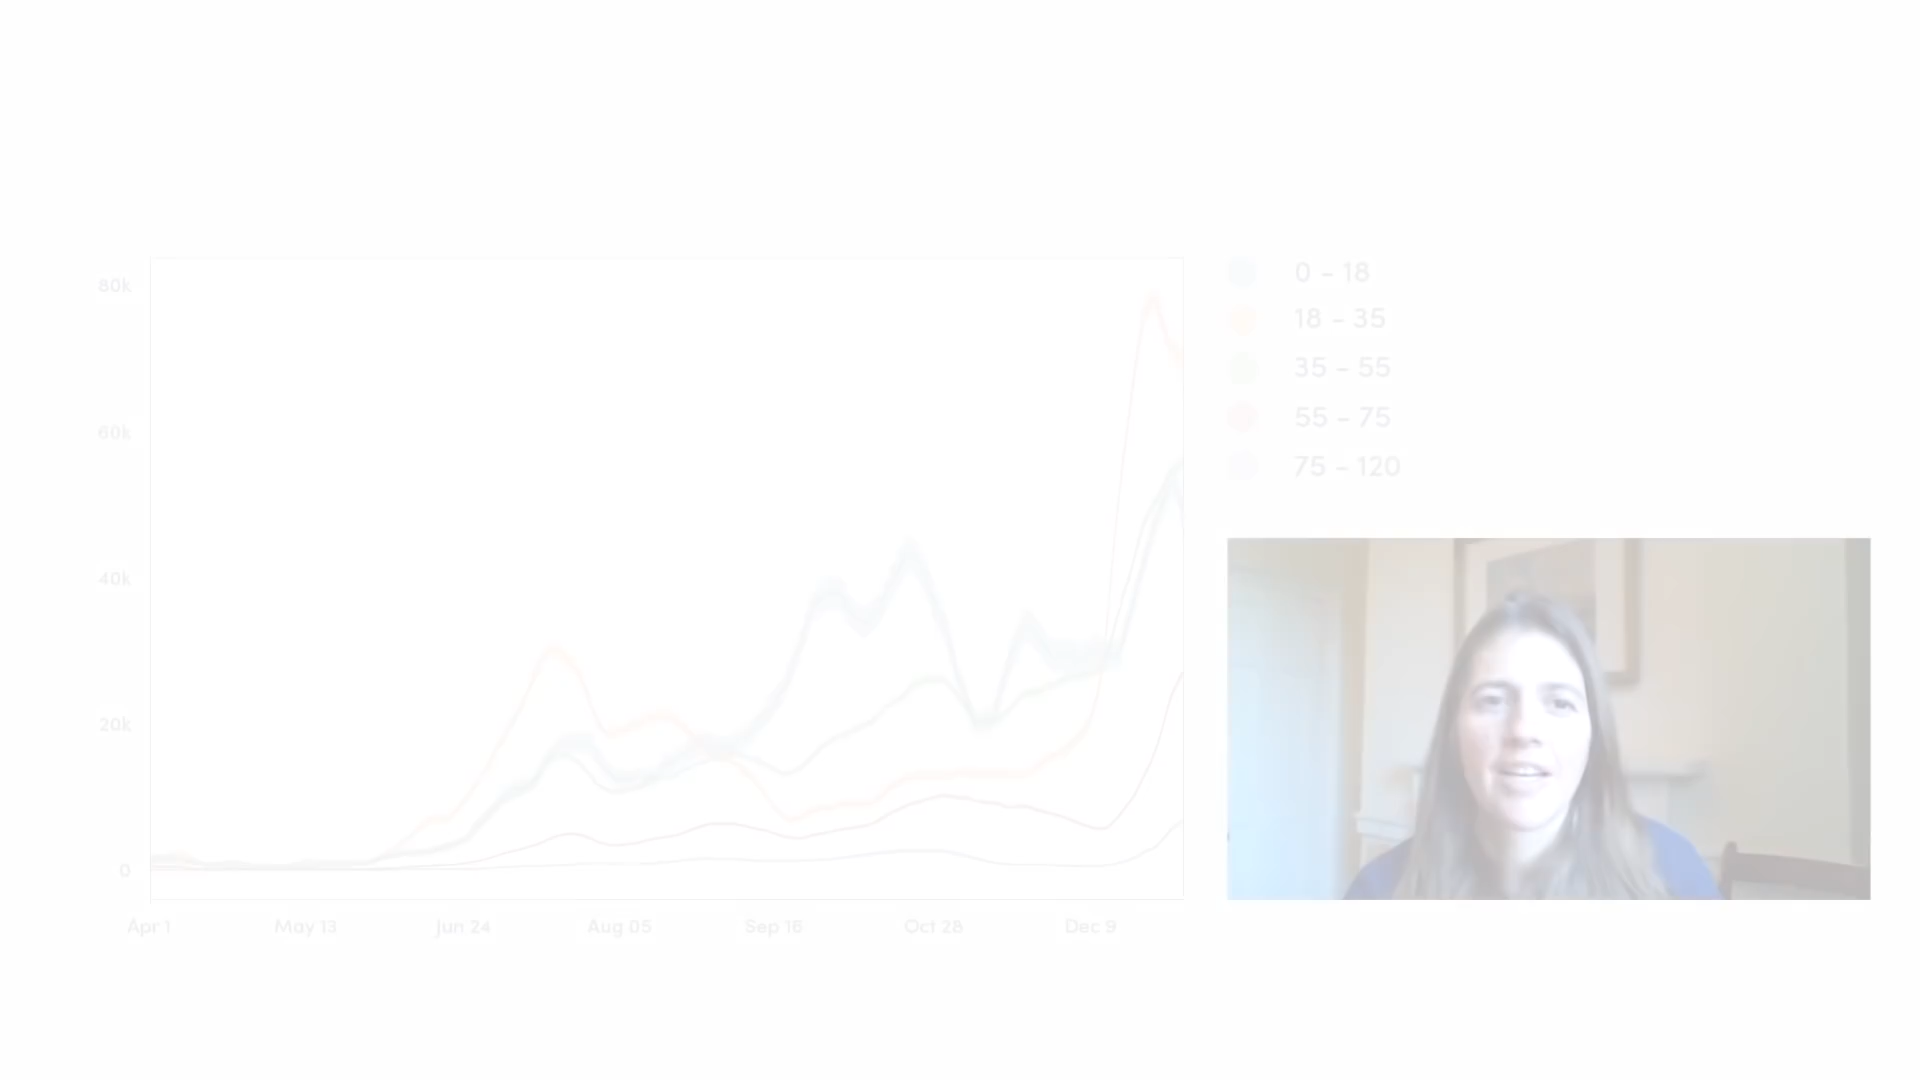 80k
60k
40k
20k
0
Apr 1
May 13
Jun 24
Aug 05
Sep 16
Oct 28
Dec 9
0 - 18
18 - 35
35 - 55
55 - 75
75 - 120